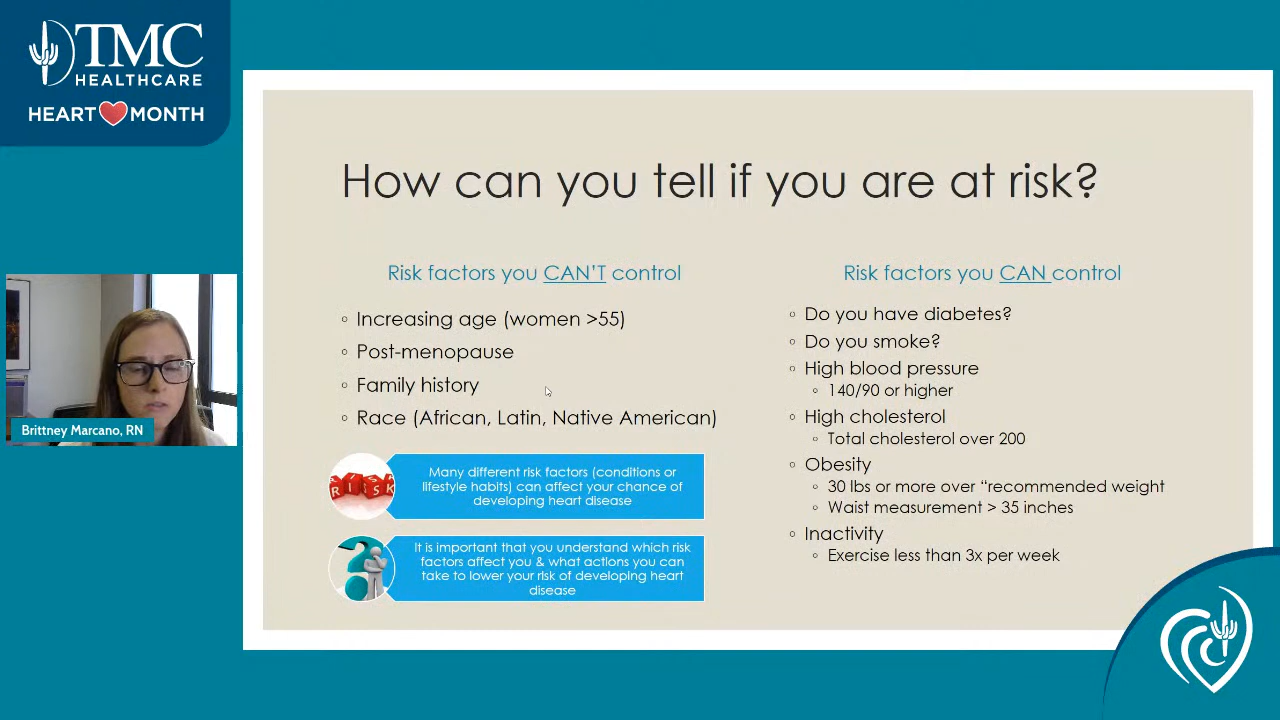 TMC
HEALTHCARE
HEART MONTH
How can you tell if you are at risk?
Risk factors you CAN'T control
◦ Increasing age (women >55)
◦ Post-menopause
◦ Family history
◦ Race (African, Latin, Native American)
RISK
Many different risk factors (conditions or
lifestyle habits) can affect your chance of
developing heart disease
?
It is important that you understand which risk
factors affect you & what actions you can
take to lower your risk of developing heart
disease
Risk factors you CAN control
◦ Do you have diabetes?
◦ Do you smoke?
◦ High blood pressure
◦ 140/90 or higher
◦ High cholesterol
◦ Total cholesterol over 200
◦ Obesity
◦ 30 lbs or more over “recommended weight
◦ Waist measurement > 35 inches
◦ Inactivity
◦ Exercise less than 3x per week
Brittney Marcano, RN